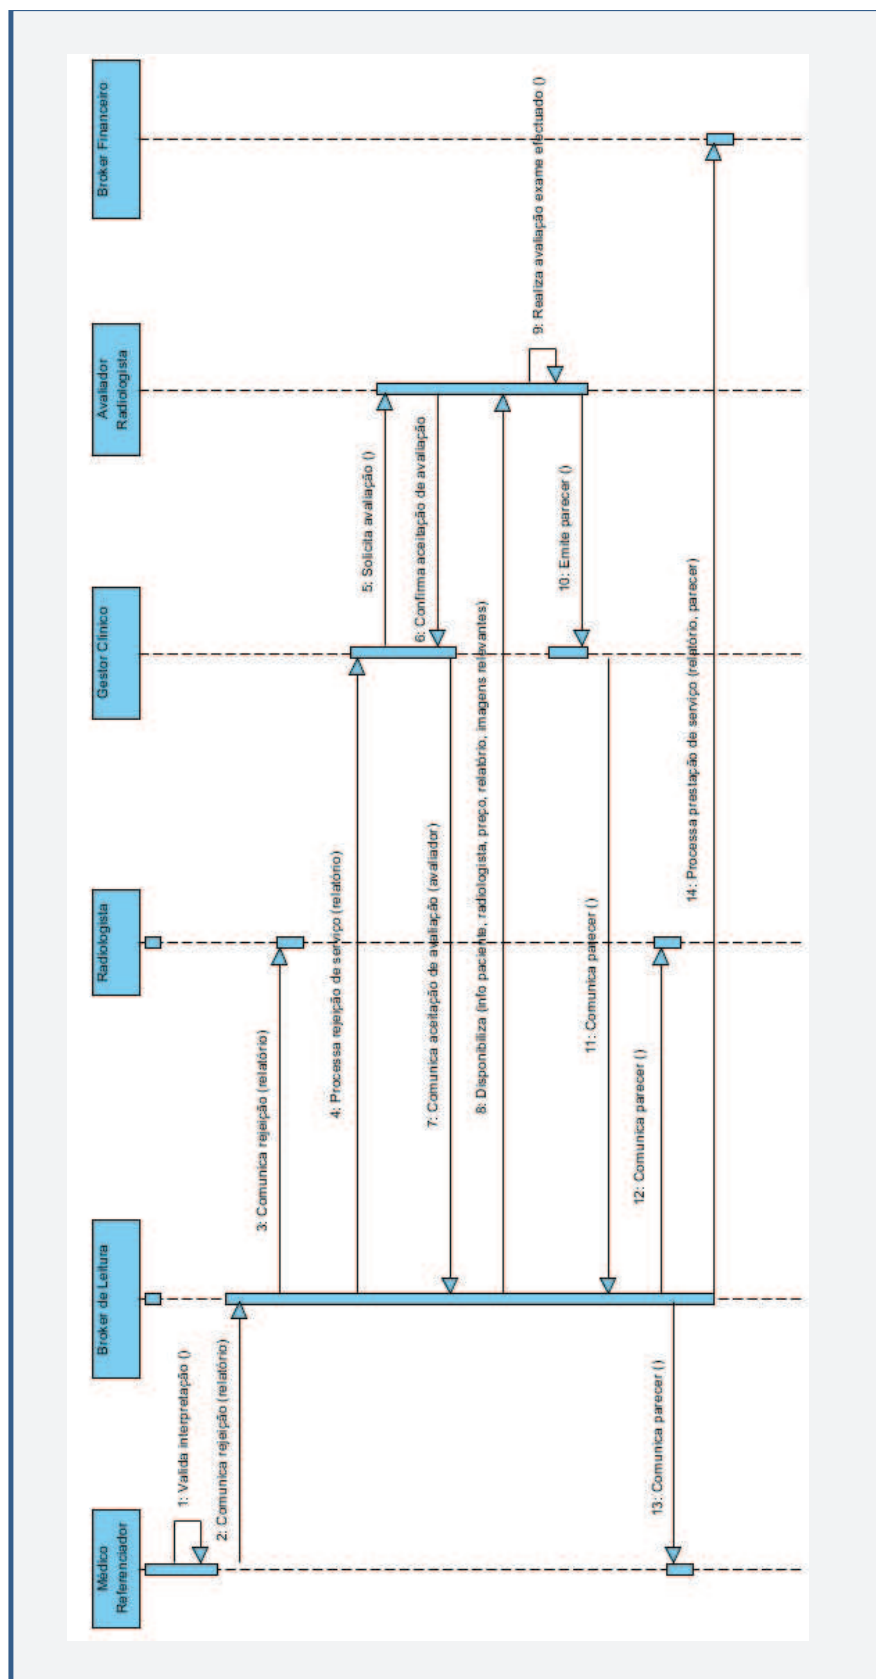 Médico
Referenciador
Broker de Leitura
Radiologista
Gestor Clínico
Avaliador
Radiologista
Broker Financeiro
1: Valida interpretação ()
2: Comunica rejeição (relatório)
3: Comunica rejeição (relatório)
4: Processa rejeição de serviço (relatório)
5: Solicita avaliação ()
6: Confirma aceitação de avaliação
7: Comunica aceitação de avaliação (avaliador)
8: Disponibiliza (info paciente, radiologista, preço, relatório, imagens relevantes)
9: Realiza avaliação exame efectuado ()
10: Emite parecer ()
11: Comunica parecer ()
12: Comunica parecer ()
13: Comunica parecer ()
14: Processa prestação de serviço (relatório, parecer)